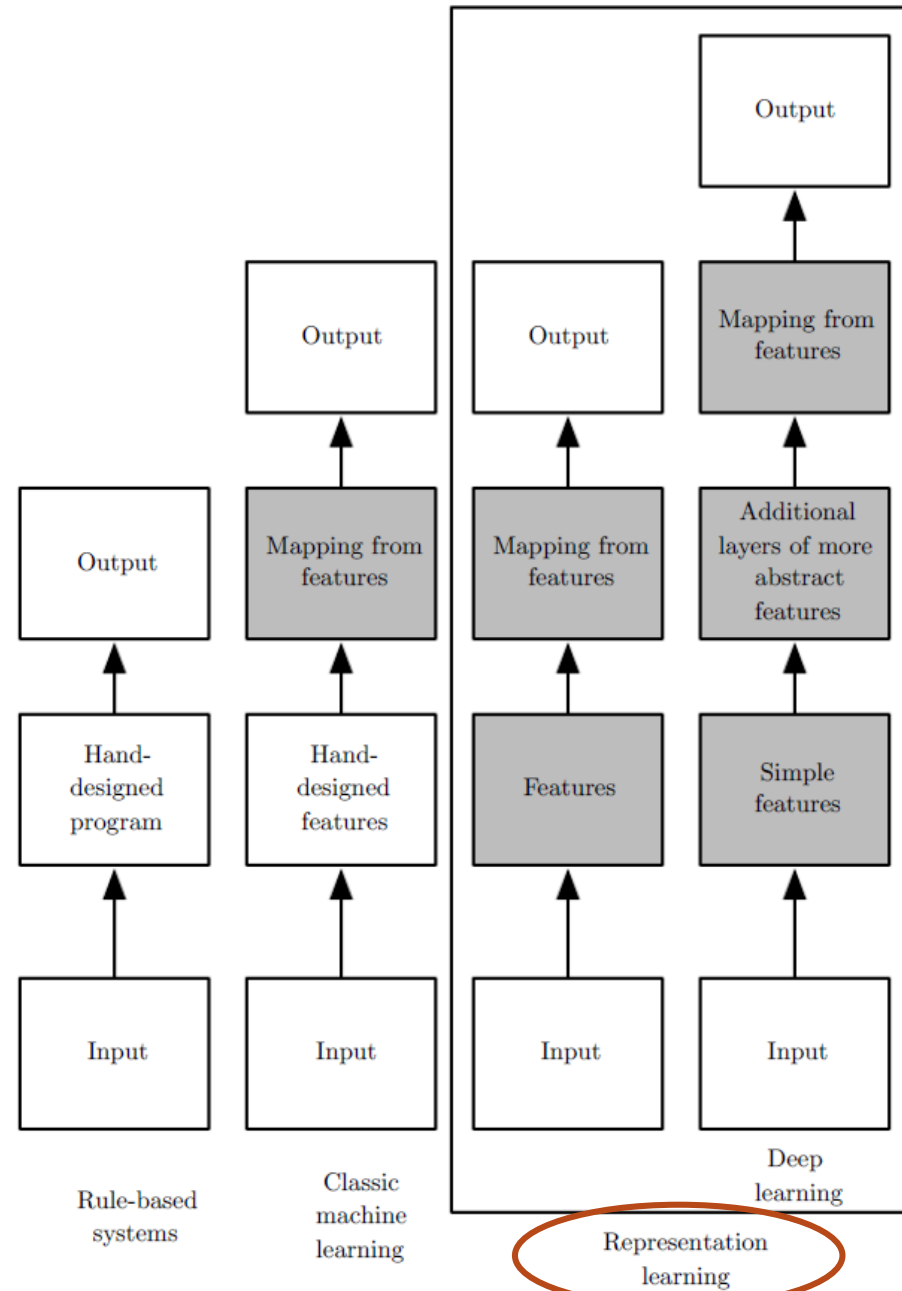 Output
Output
Output
Mapping from
features
Output
Mapping from
features
Mapping from
features
Additional
layers of more
abstract
features
Hand-
designed
program
Hand-
designed
features
Features
Simple
features
Input
Input
Input
Input
Rule-based
systems
Classic
machine
learning
Deep
learning
Representation
learning